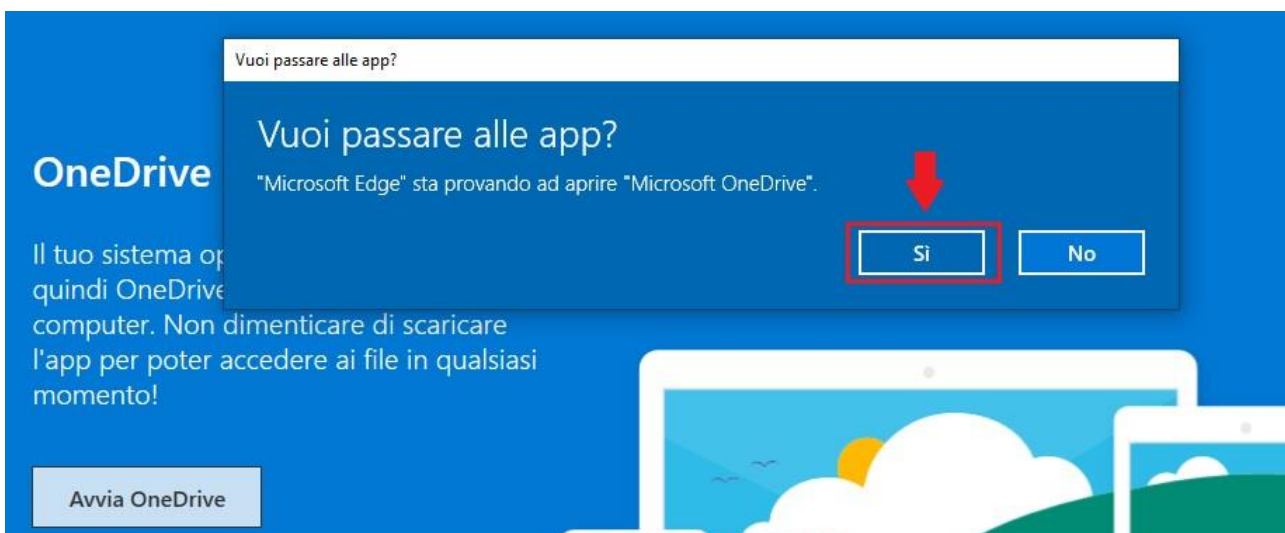 Vuoi passare alle app?
Vuoi passare alle app?
"Microsoft Edge" sta provando ad aprire "Microsoft OneDrive".
Sì
No
OneDrive
Il tuo sistema
quindi OneDrive
computer. Non dimenticare di scaricare
l'app per poter accedere ai file in qualsiasi
momento!
Avvia OneDrive